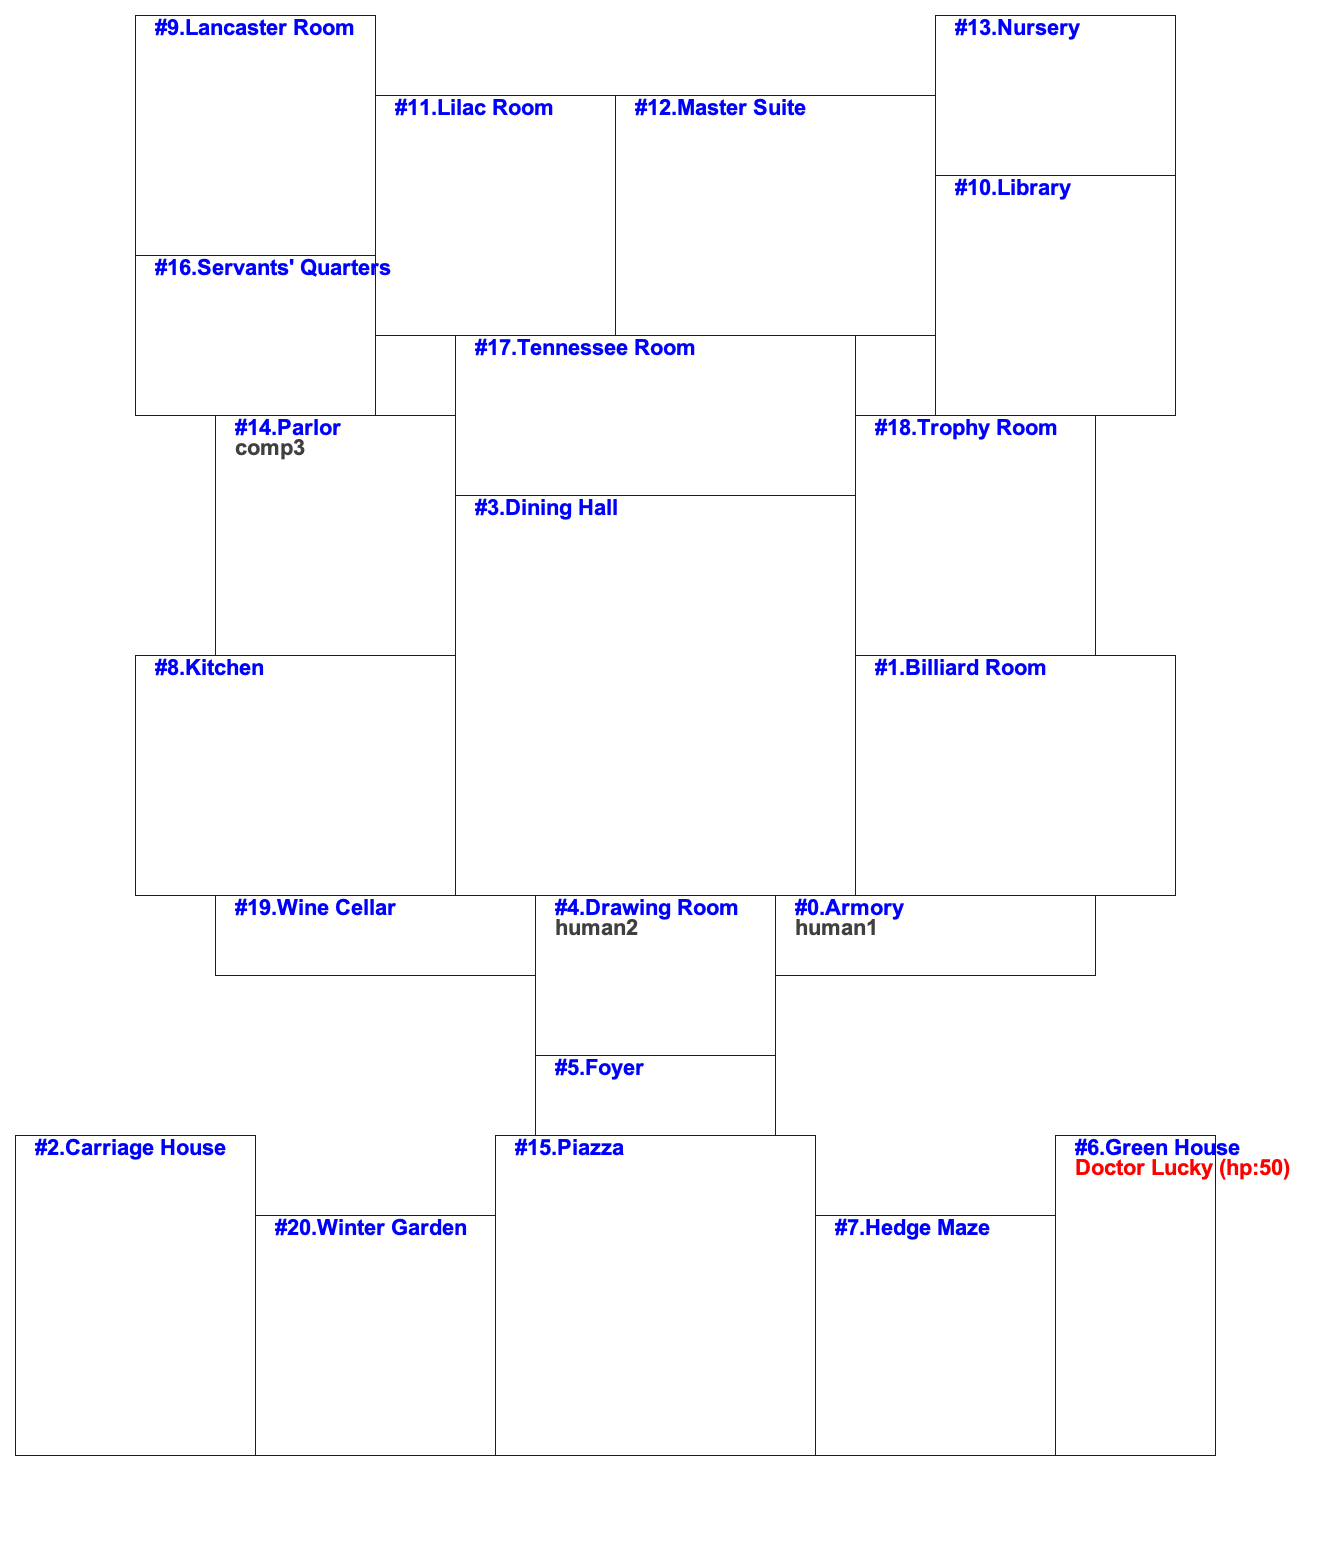 #9.Lancaster Room
#13.Nursery
#11.Lilac Room
#12.Master Suite
#10.Library
#16.Servants' Quarters
#17.Tennessee Room
#14.Parlor
comp3
#18.Trophy Room
#3.Dining Hall
#8.Kitchen
#1.Billiard Room
#19.Wine Cellar
#4.Drawing Room
human2
#0.Armory
human1
#5.Foyer
#2.Carriage House
#15.Piazza
#6.Green House
Doctor Lucky (hp:50)
#20.Winter Garden
#7.Hedge Maze